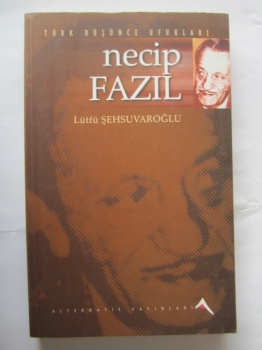 TÜRK DÜŞÜNCE UFUKLARI
necip
FAZIL
Lütfü ŞEHSUVAROĞLU
ALTERNATİF YAYINLARI